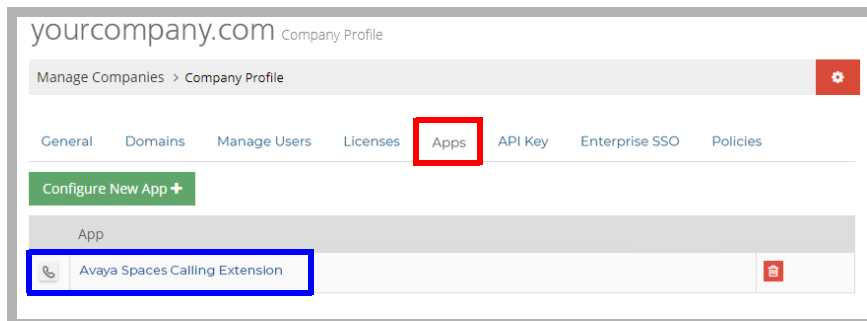 yourcompany.com Company Profile
Manage Companies > Company Profile
General Domains Manage Users Licenses Apps API Key Enterprise SSO Policies
Configure New App +
App
Avaya Spaces Calling Extension